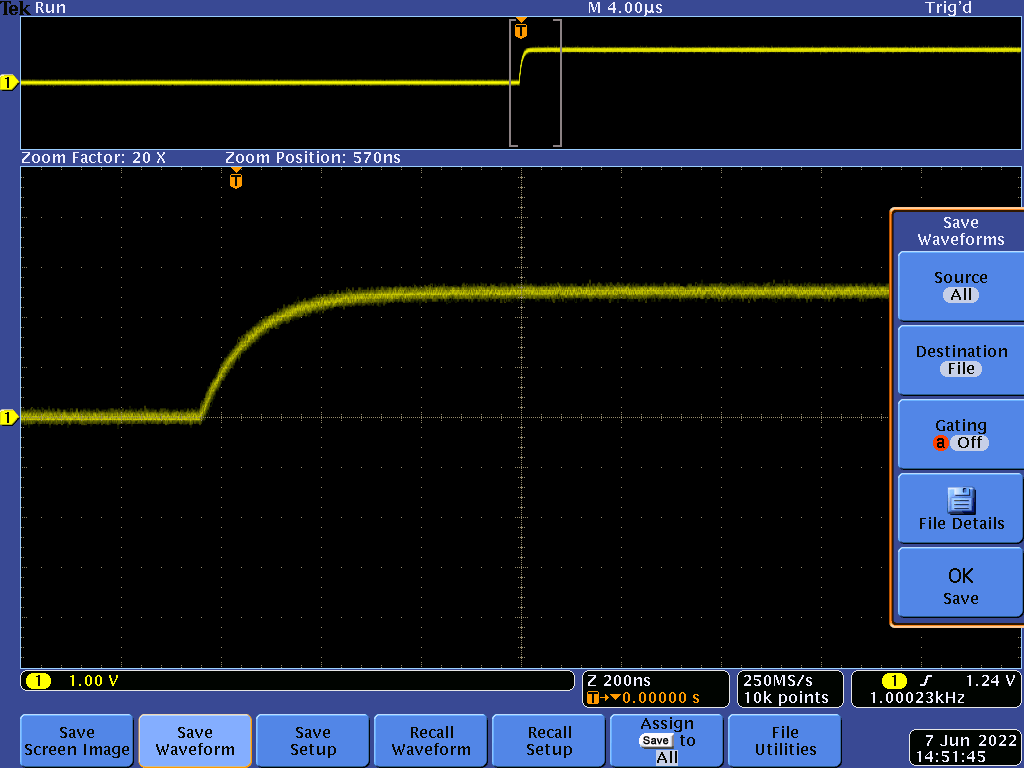 Tek Run M 4.00µs Trig'd
T
1
Zoom Factor: 20 X Zoom Position: 570ns
T
Save
Waveforms
Source
All
Destination
File
1
Gating
a Off
File Details
OK
Save
1 1.00 V
Z 200ns
T→▼0.00000 s
250MS/s
10k points
1 ∫ 1.24 V
1.00023kHz
Save
Screen Image
Save
Waveform
Save
Setup
Recall
Waveform
Recall
Setup
Assign
Save to
All
File
Utilities
7 Jun 2022
14:51:45